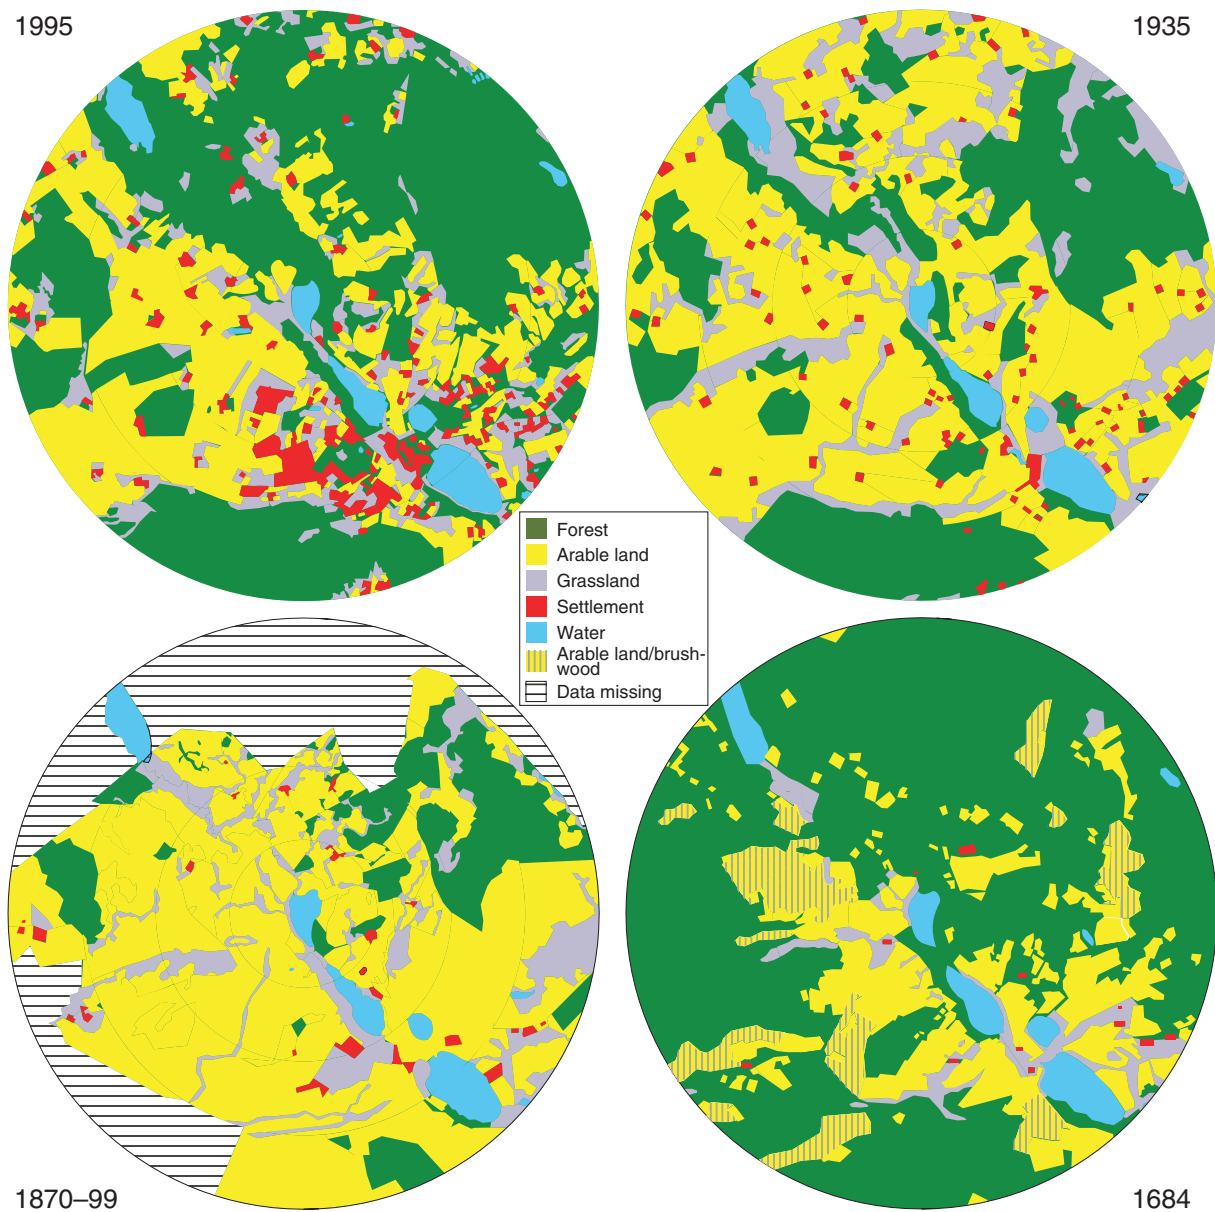 1995
1935
Forest
Arable land
Grassland
Settlement
Water
Arable land/brush-
wood
Data missing
1870–99
1684